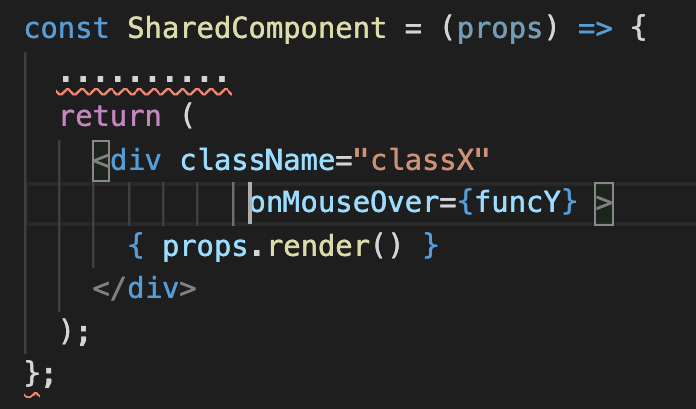 const SharedComponent = (props) => {
..........
return (
<div className="classX"
onMouseOver={funcY} >
{ props.render() }
</div>
);
};